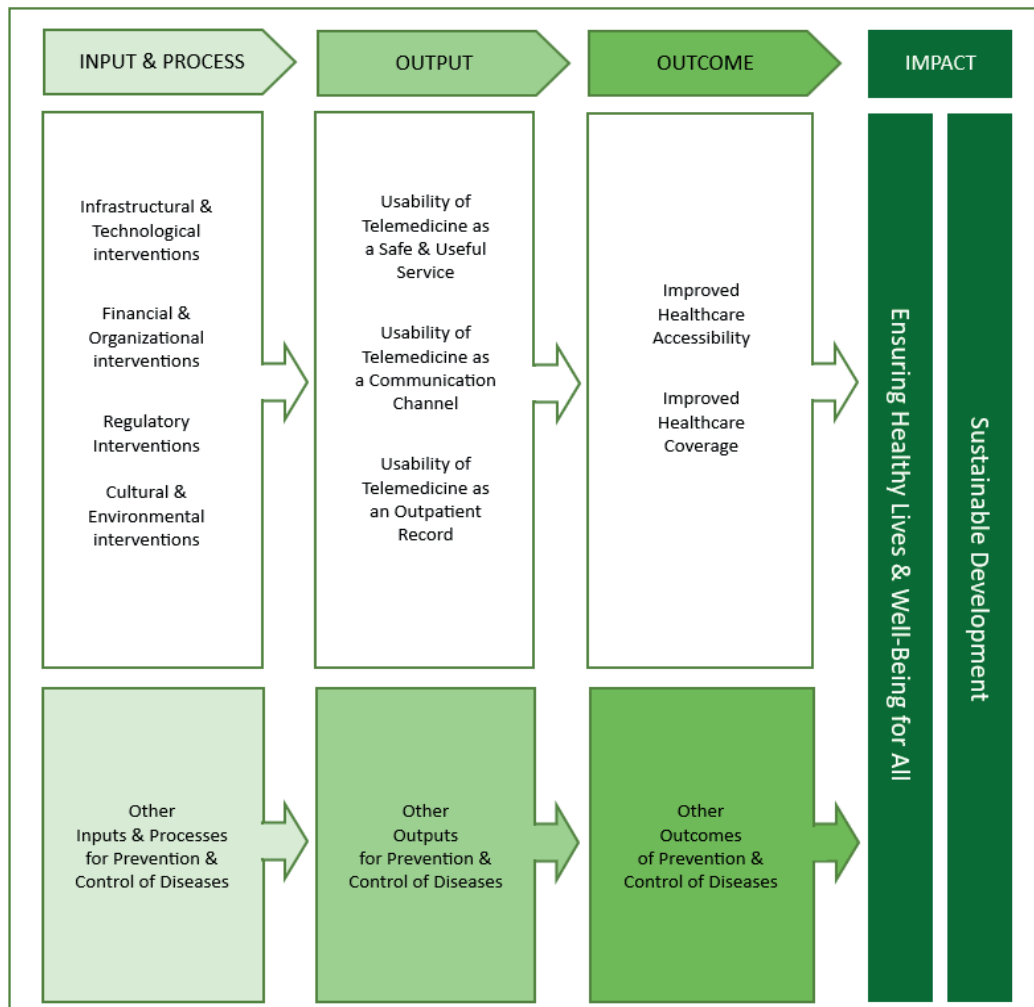 INPUT & PROCESS
OUTPUT
OUTCOME
IMPACT
Infrastructural &
Technological
interventions
Financial &
Organizational
interventions
Regulatory
Interventions
Cultural &
Environmental
interventions
Usability of
Telemedicine as
a Safe & Useful
Service
Usability of
Telemedicine as
a Communication
Channel
Usability of
Telemedicine as
an Outpatient
Record
Improved
Healthcare
Accessibility
Improved
Healthcare
Coverage
Ensuring Healthy Lives & Well-Being for All
Sustainable Development
Other
Inputs & Processes
for Prevention &
Control of Diseases
Other
Outputs
for Prevention &
Control of Diseases
Other
Outcomes
of Prevention &
Control of Diseases